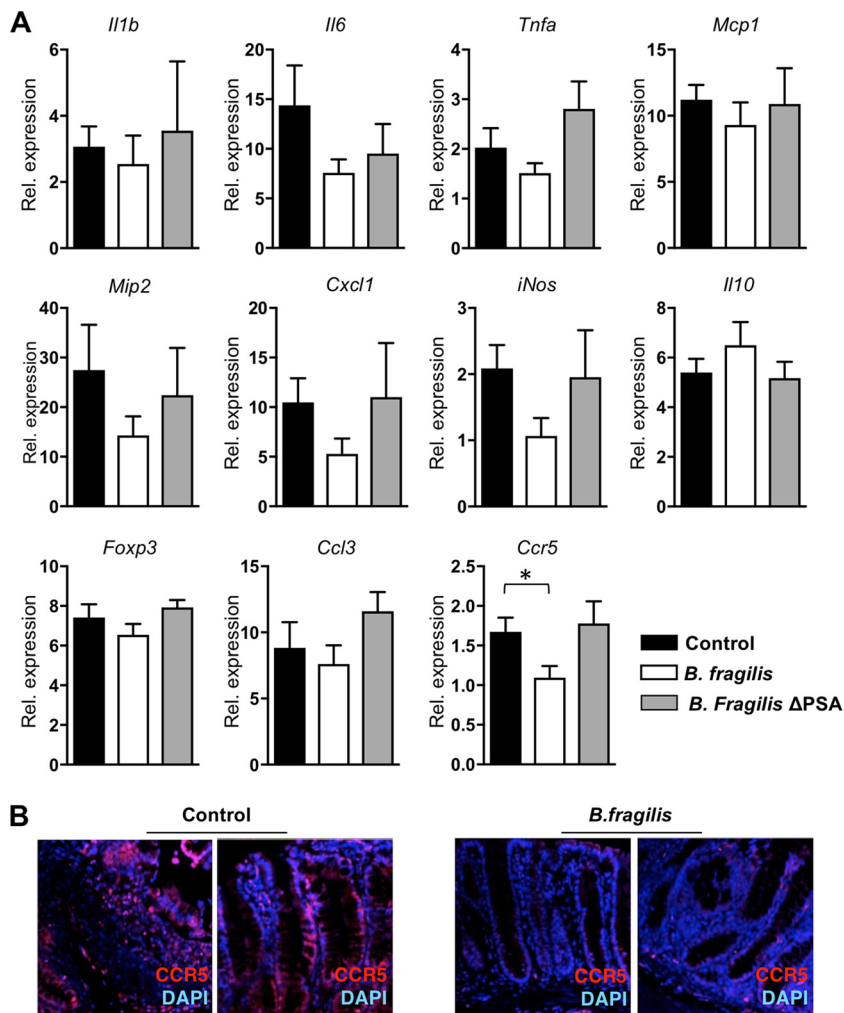 A
Il1b
Il6
Tnfa
Mcp1
Rel. expression
6
4
2
0
Rel. expression
20
15
10
5
0
Rel. expression
4
3
2
1
0
Rel. expression
15
10
5
0
Mip2
Cxcl1
iNos
Il10
Rel. expression
40
30
20
10
0
Rel. expression
20
15
10
5
0
Rel. expression
3
2
1
0
Rel. expression
8
6
4
2
0
Foxp3
Ccl3
Ccr5
Rel. expression
10
8
6
4
2
0
Rel. expression
15
10
5
0
Rel. expression
2.5
2.0
1.5
1.0
0.5
0.0
*
Control
B. fragilis
B. Fragilis ΔPSA
B
Control
B.fragilis
CCR5
DAPI
CCR5
DAPI
CCR5
DAPI
CCR5
DAPI